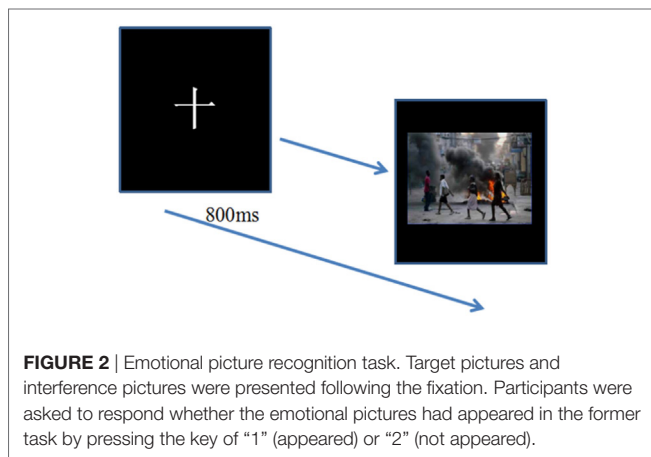 800ms
FIGURE 2 | Emotional picture recognition task. Target pictures and
interference pictures were presented following the fixation. Participants were
asked to respond whether the emotional pictures had appeared in the former
task by pressing the key of “1” (appeared) or “2” (not appeared).